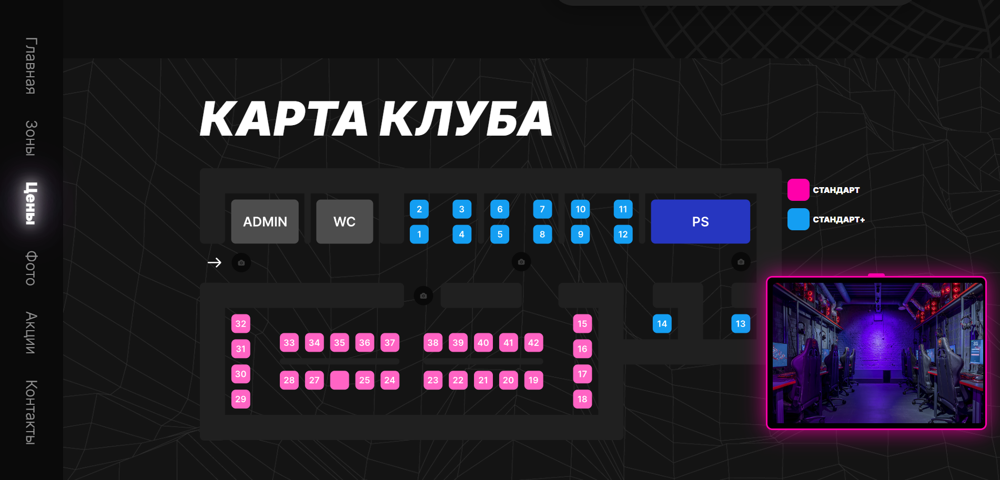 Главная
Зоны
Цены
Фото
Акции
Контакты
КАРТА КЛУБА
ADMIN
WC
2 3 6 7 10 11
1 4 5 8 9 12
PS
СТАНДАРТ
СТАНДАРТ+
32
31
30
29
33 34 35 36 37
38 39 40 41 42
28 27 25 24
23 22 21 20 19
15
16
17
18
14
13
31